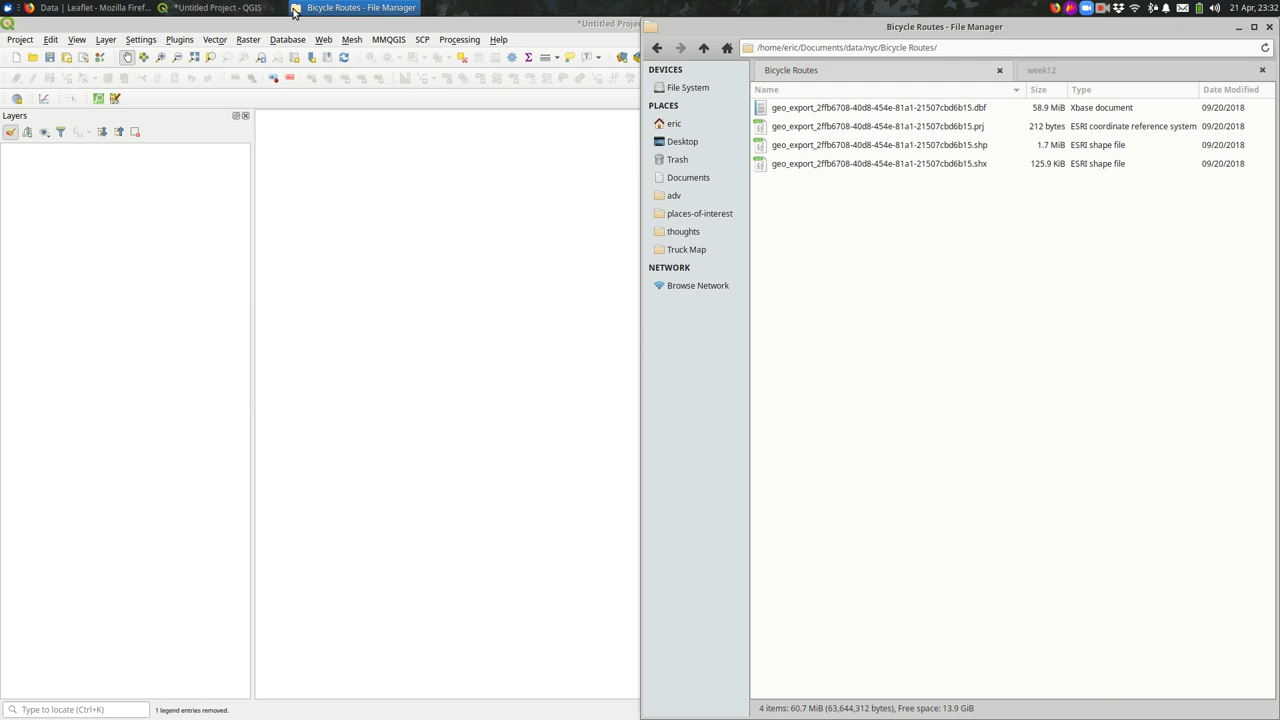 Data | Leaflet - Mozilla Firef... *Untitled Project - QGIS Bicycle Routes - File Manager 21 Apr, 23:32
*Untitled Projec
Bicycle Routes - File Manager
Project Edit View Layer Settings Plugins Vector Raster Database Web Mesh MMQGIS SCP Processing Help
/home/eric/Documents/data/nyc/Bicycle Routes/
DEVICES
File System
PLACES
eric
Desktop
Trash
Documents
adv
places-of-interest
thoughts
Truck Map
NETWORK
Browse Network
Bicycle Routes week12
Name Size Type Date Modified
geo_export_2ffb6708-40d8-454e-81a1-21507cbd6b15.dbf 58.9 MiB Xbase document 09/20/2018
geo_export_2ffb6708-40d8-454e-81a1-21507cbd6b15.prj 212 bytes ESRI coordinate reference system 09/20/2018
geo_export_2ffb6708-40d8-454e-81a1-21507cbd6b15.shp 1.7 MiB ESRI shape file 09/20/2018
geo_export_2ffb6708-40d8-454e-81a1-21507cbd6b15.shx 125.9 KiB ESRI shape file 09/20/2018
Layers
Type to locate (Ctrl+K) 1 legend entries removed.
4 items: 60.7 MiB (63,644,312 bytes), Free space: 13.9 GiB